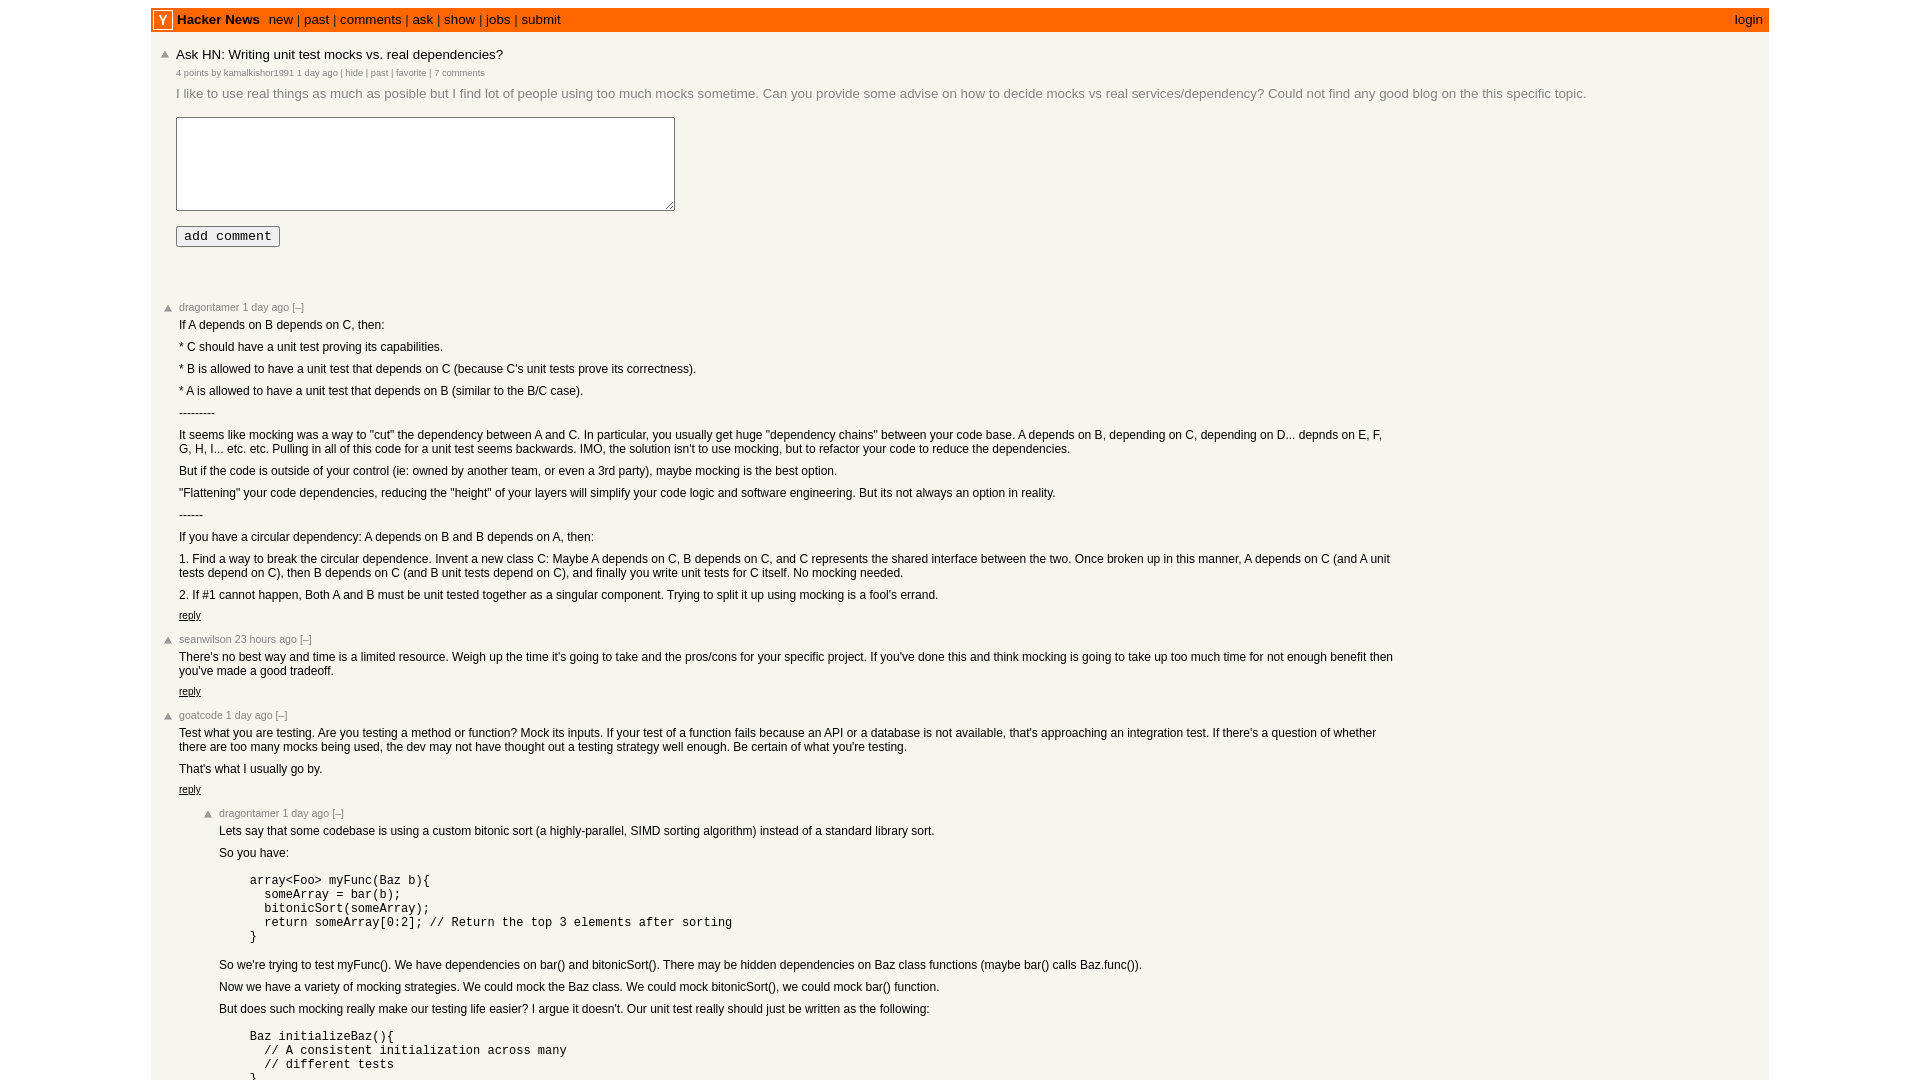 Y Hacker News new | past | comments | ask | show | jobs | submit login
Ask HN: Writing unit test mocks vs. real dependencies?
4 points by kamalkishor1991 1 day ago | hide | past | favorite | 7 comments
I like to use real things as much as posible but I find lot of people using too much mocks sometime. Can you provide some advise on how to decide mocks vs real services/dependency? Could not find any good blog on the this specific topic.
add comment
dragontamer 1 day ago [–]
If A depends on B depends on C, then:
* C should have a unit test proving its capabilities.
* B is allowed to have a unit test that depends on C (because C's unit tests prove its correctness).
* A is allowed to have a unit test that depends on B (similar to the B/C case).
---------
It seems like mocking was a way to "cut" the dependency between A and C. In particular, you usually get huge "dependency chains" between your code base. A depends on B, depending on C, depending on D... depnds on E, F,
G, H, I... etc. etc. Pulling in all of this code for a unit test seems backwards. IMO, the solution isn't to use mocking, but to refactor your code to reduce the dependencies.
But if the code is outside of your control (ie: owned by another team, or even a 3rd party), maybe mocking is the best option.
"Flattening" your code dependencies, reducing the "height" of your layers will simplify your code logic and software engineering. But its not always an option in reality.
------
If you have a circular dependency: A depends on B and B depends on A, then:
1. Find a way to break the circular dependence. Invent a new class C: Maybe A depends on C, B depends on C, and C represents the shared interface between the two. Once broken up in this manner, A depends on C (and A unit
tests depend on C), then B depends on C (and B unit tests depend on C), and finally you write unit tests for C itself. No mocking needed.
2. If #1 cannot happen, Both A and B must be unit tested together as a singular component. Trying to split it up using mocking is a fool's errand.
reply
seanwilson 23 hours ago [–]
There's no best way and time is a limited resource. Weigh up the time it's going to take and the pros/cons for your specific project. If you've done this and think mocking is going to take up too much time for not enough benefit then
you've made a good tradeoff.
reply
goatcode 1 day ago [–]
Test what you are testing. Are you testing a method or function? Mock its inputs. If your test of a function fails because an API or a database is not available, that's approaching an integration test. If there's a question of whether
there are too many mocks being used, the dev may not have thought out a testing strategy well enough. Be certain of what you're testing.
That's what I usually go by.
reply
dragontamer 1 day ago [–]
Lets say that some codebase is using a custom bitonic sort (a highly-parallel, SIMD sorting algorithm) instead of a standard library sort.
So you have:
array<Foo> myFunc(Baz b){
someArray = bar(b);
bitonicSort(someArray);
return someArray[0:2]; // Return the top 3 elements after sorting
}
So we're trying to test myFunc(). We have dependencies on bar() and bitonicSort(). There may be hidden dependencies on Baz class functions (maybe bar() calls Baz.func()).
Now we have a variety of mocking strategies. We could mock the Baz class. We could mock bitonicSort(), we could mock bar() function.
But does such mocking really make our testing life easier? I argue it doesn't. Our unit test really should just be written as the following:
Baz initializeBaz(){
// A consistent initialization across many
// different tests
}